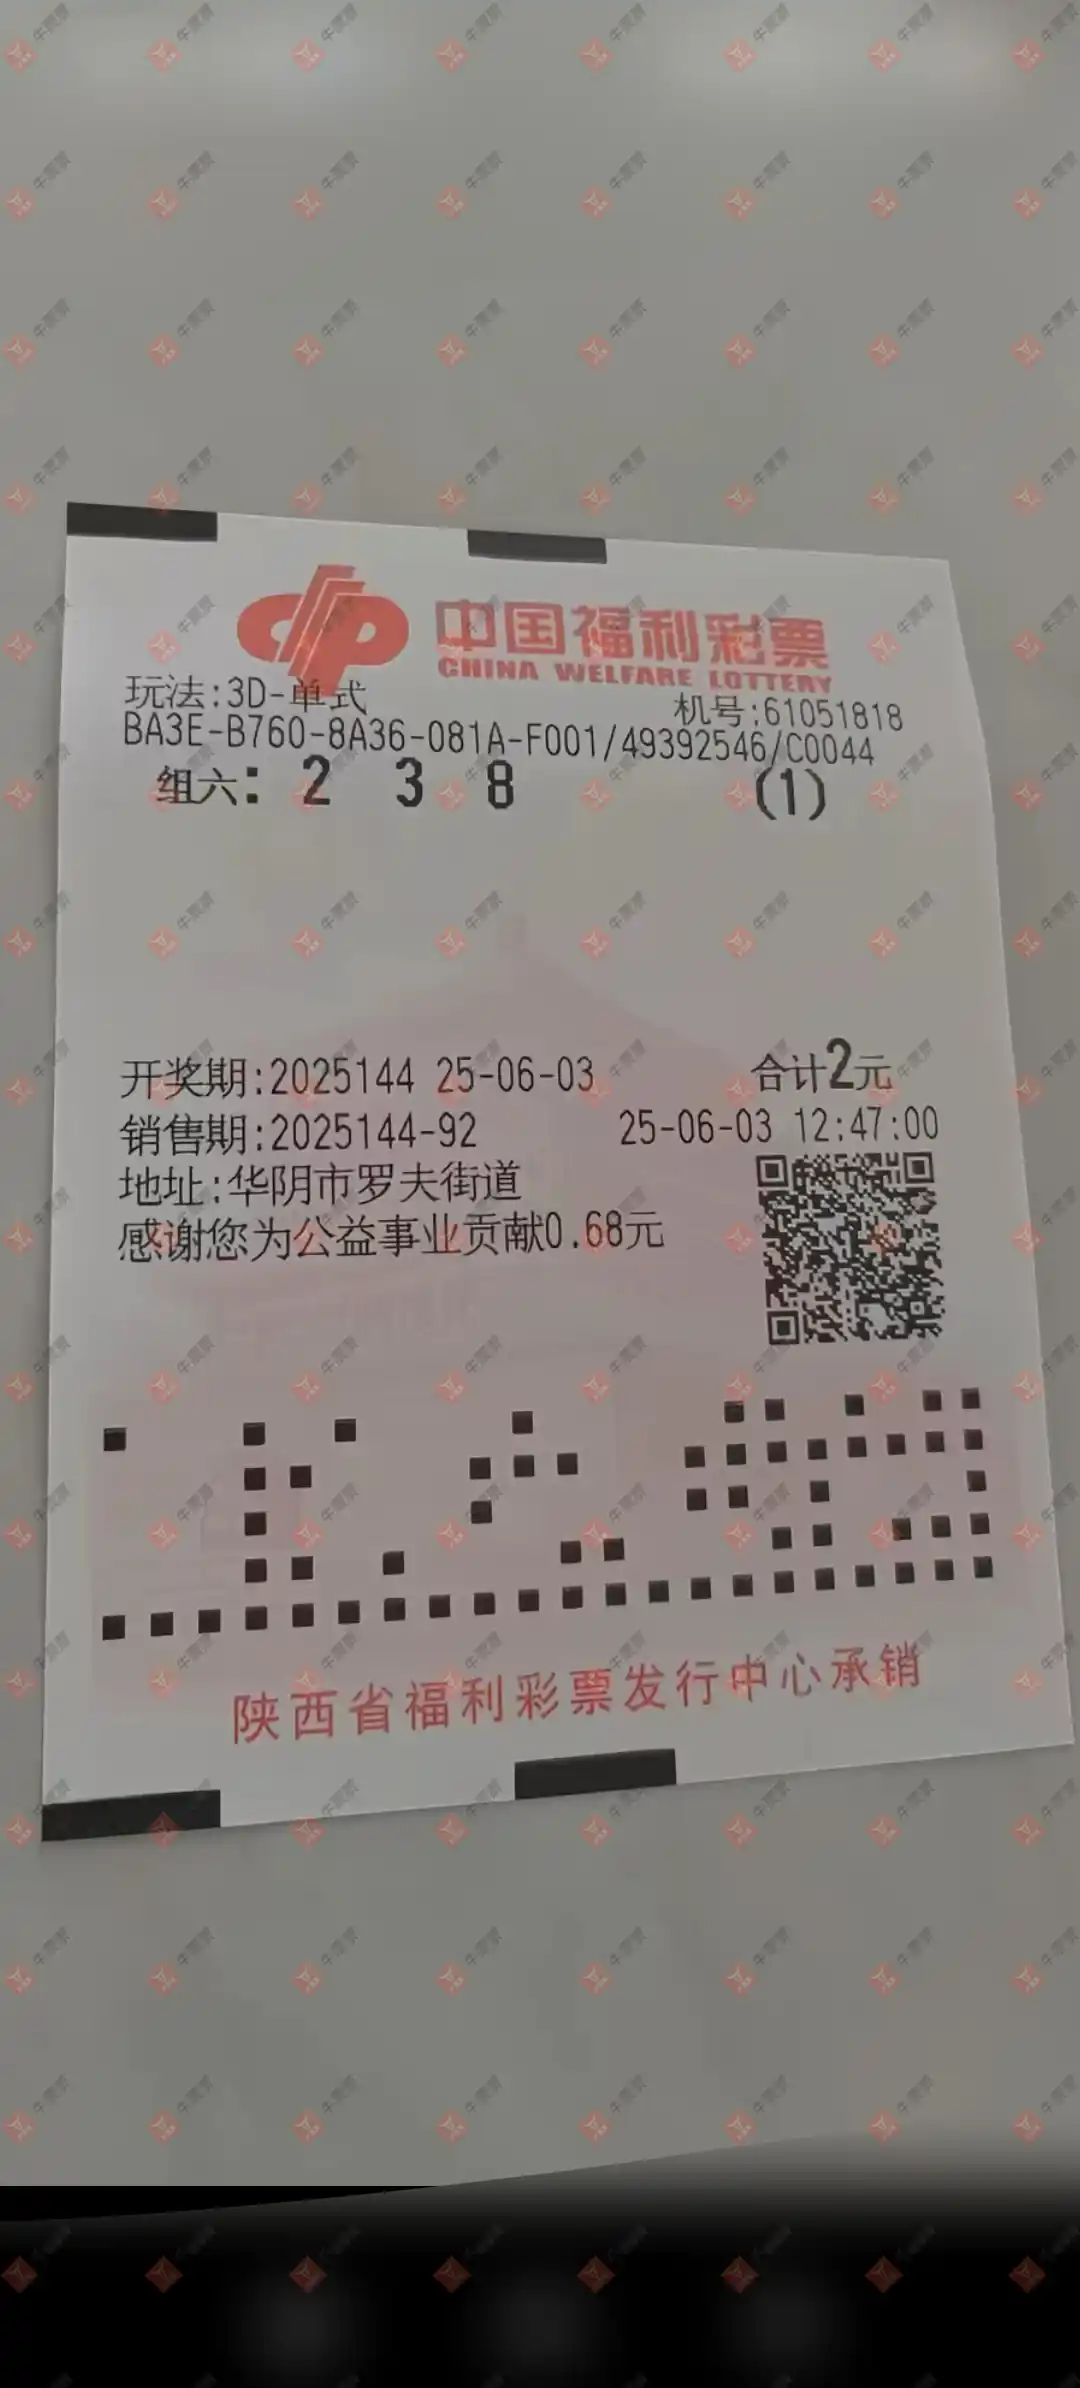 中国福利彩票
CHINA WELFARE LOTTERY
玩法:3D-单式 机号:61051818
BA3E-B760-8A36-081A-F001/49392546/C0044
组六: 2 3 8 (1)
开奖期:2025144 25-06-03 合计2元
销售期:2025144-92 25-06-03 12:47:00
地址:华阴市罗夫街道
感谢您为公益事业贡献0.68元
陕西省福利彩票发行中心承销